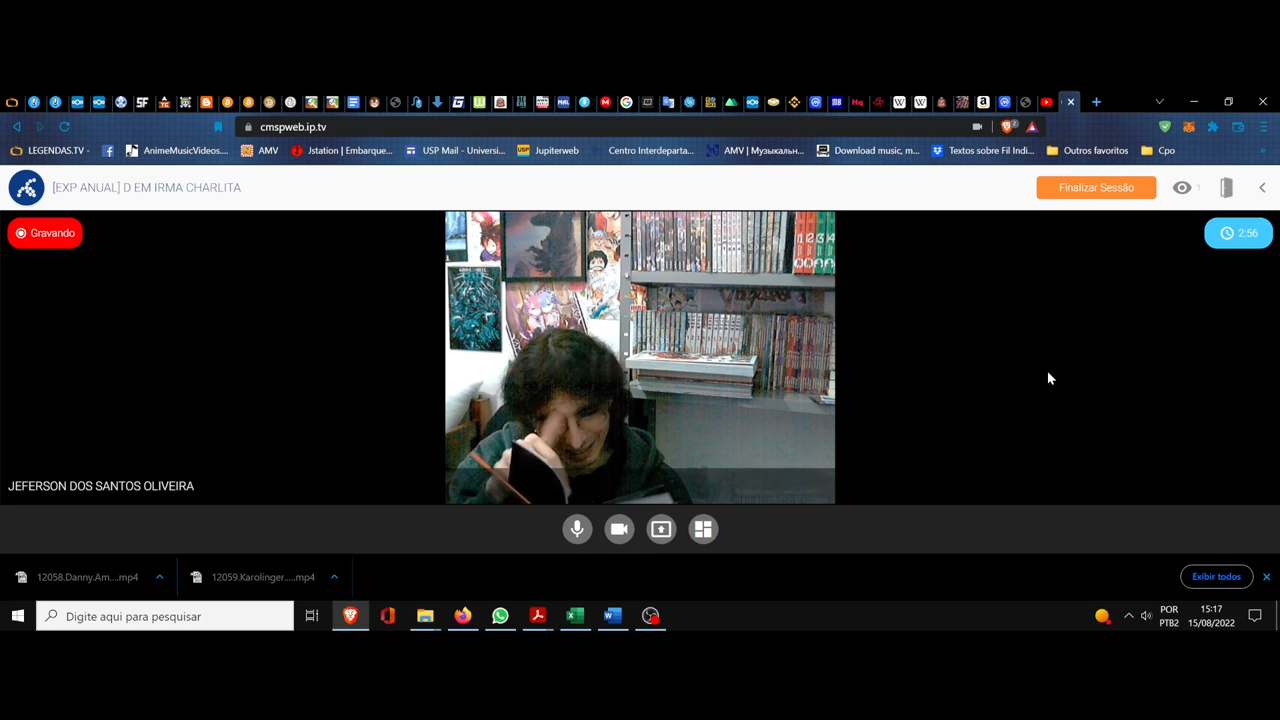 cmspweb.ip.tv
2
LEGENDAS.TV -
AnimeMusicVideos...
AMV
Jstation | Embarque...
USP Mail - Universi...
Jupiterweb
Centro Interdeparta...
AMV | Музыкальн...
Download music, m...
Textos sobre Fil Indi...
Outros favoritos
Cpo
[EXP ANUAL] D EM IRMA CHARLITA
Finalizar Sessão
1
Gravando
2:56
JEFERSON DOS SANTOS OLIVEIRA
12058.Danny.Am....mp4
12059.Karolinger.....mp4
Exibir todos
Digite aqui para pesquisar
POR
PTB2
15:17
15/08/2022